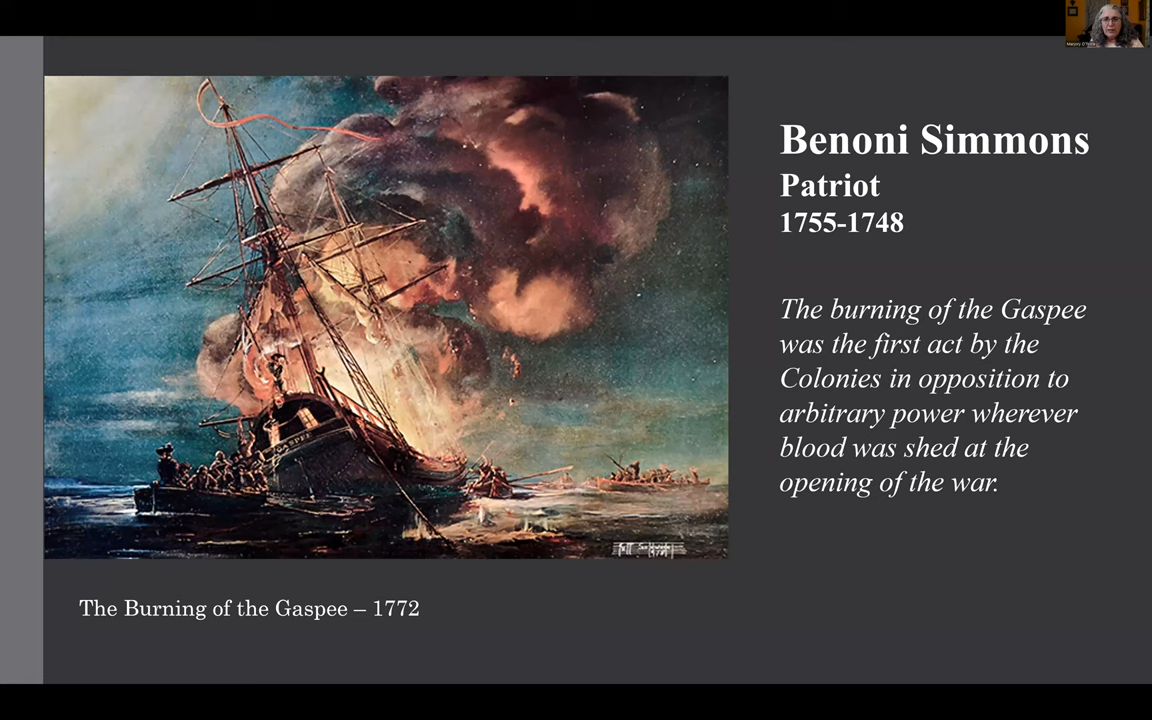 Benoni Simmons
Patriot
1755-1748
The burning of the Gaspee
was the first act by the
Colonies in opposition to
arbitrary power wherever
blood was shed at the
opening of the war.
GASPEE
The Burning of the Gaspee – 1772